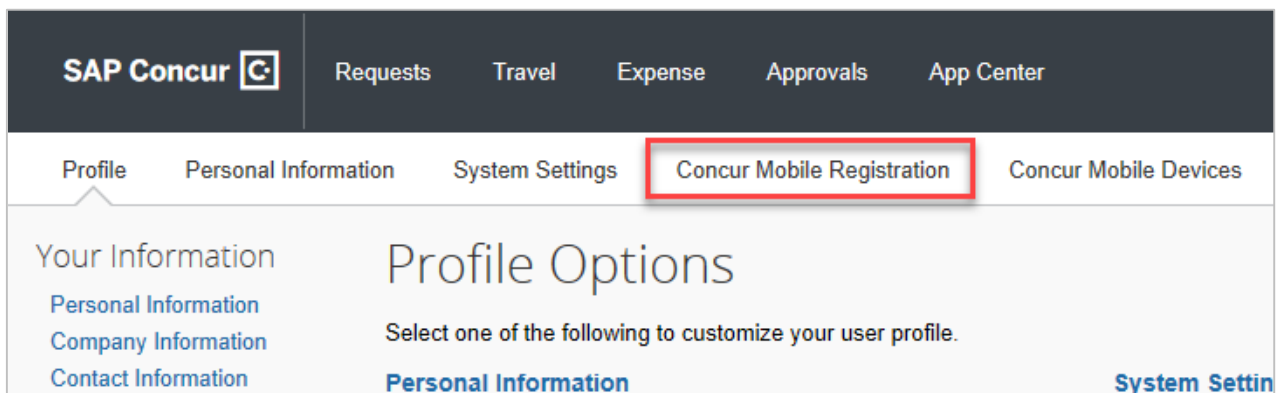 SAP Concur C Requests Travel Expense Approvals App Center
Profile Personal Information System Settings Concur Mobile Registration Concur Mobile Devices
Your Information
Personal Information
Company Information
Contact Information
Profile Options
Select one of the following to customize your user profile.
Personal Information
System